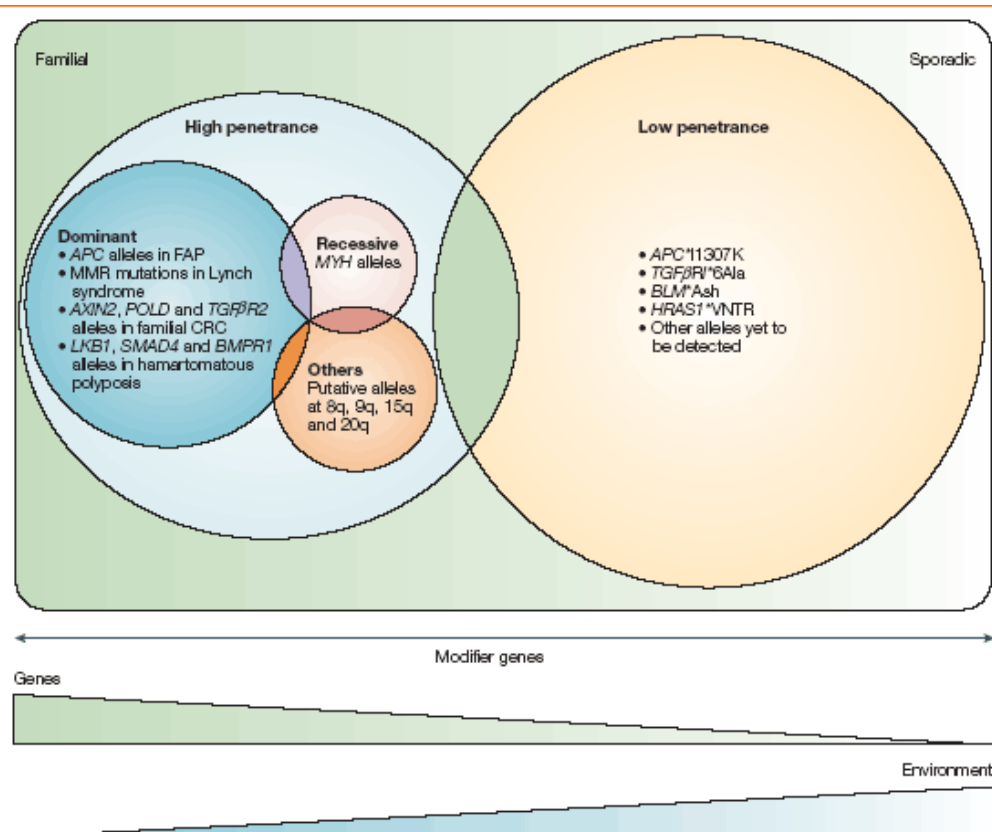 Familial
Sporadic
High penetrance
Low penetrance
Dominant
• APC alleles in FAP
• MMR mutations in Lynch
syndrome
• AXIN2, POLD and TGFβR2
alleles in familial CRC
• LKB1, SMAD4 and BMPR1
alleles in hamartomatous
polyposis
Recessive
MYH alleles
Others
Putative alleles
at 8q, 9q, 15q
and 20q
• APC*I1307K
• TGFβRI*6Ala
• BLM*Ash
• HRAS1*VNTR
• Other alleles yet to
be detected
Modifier genes
Genes
Environment